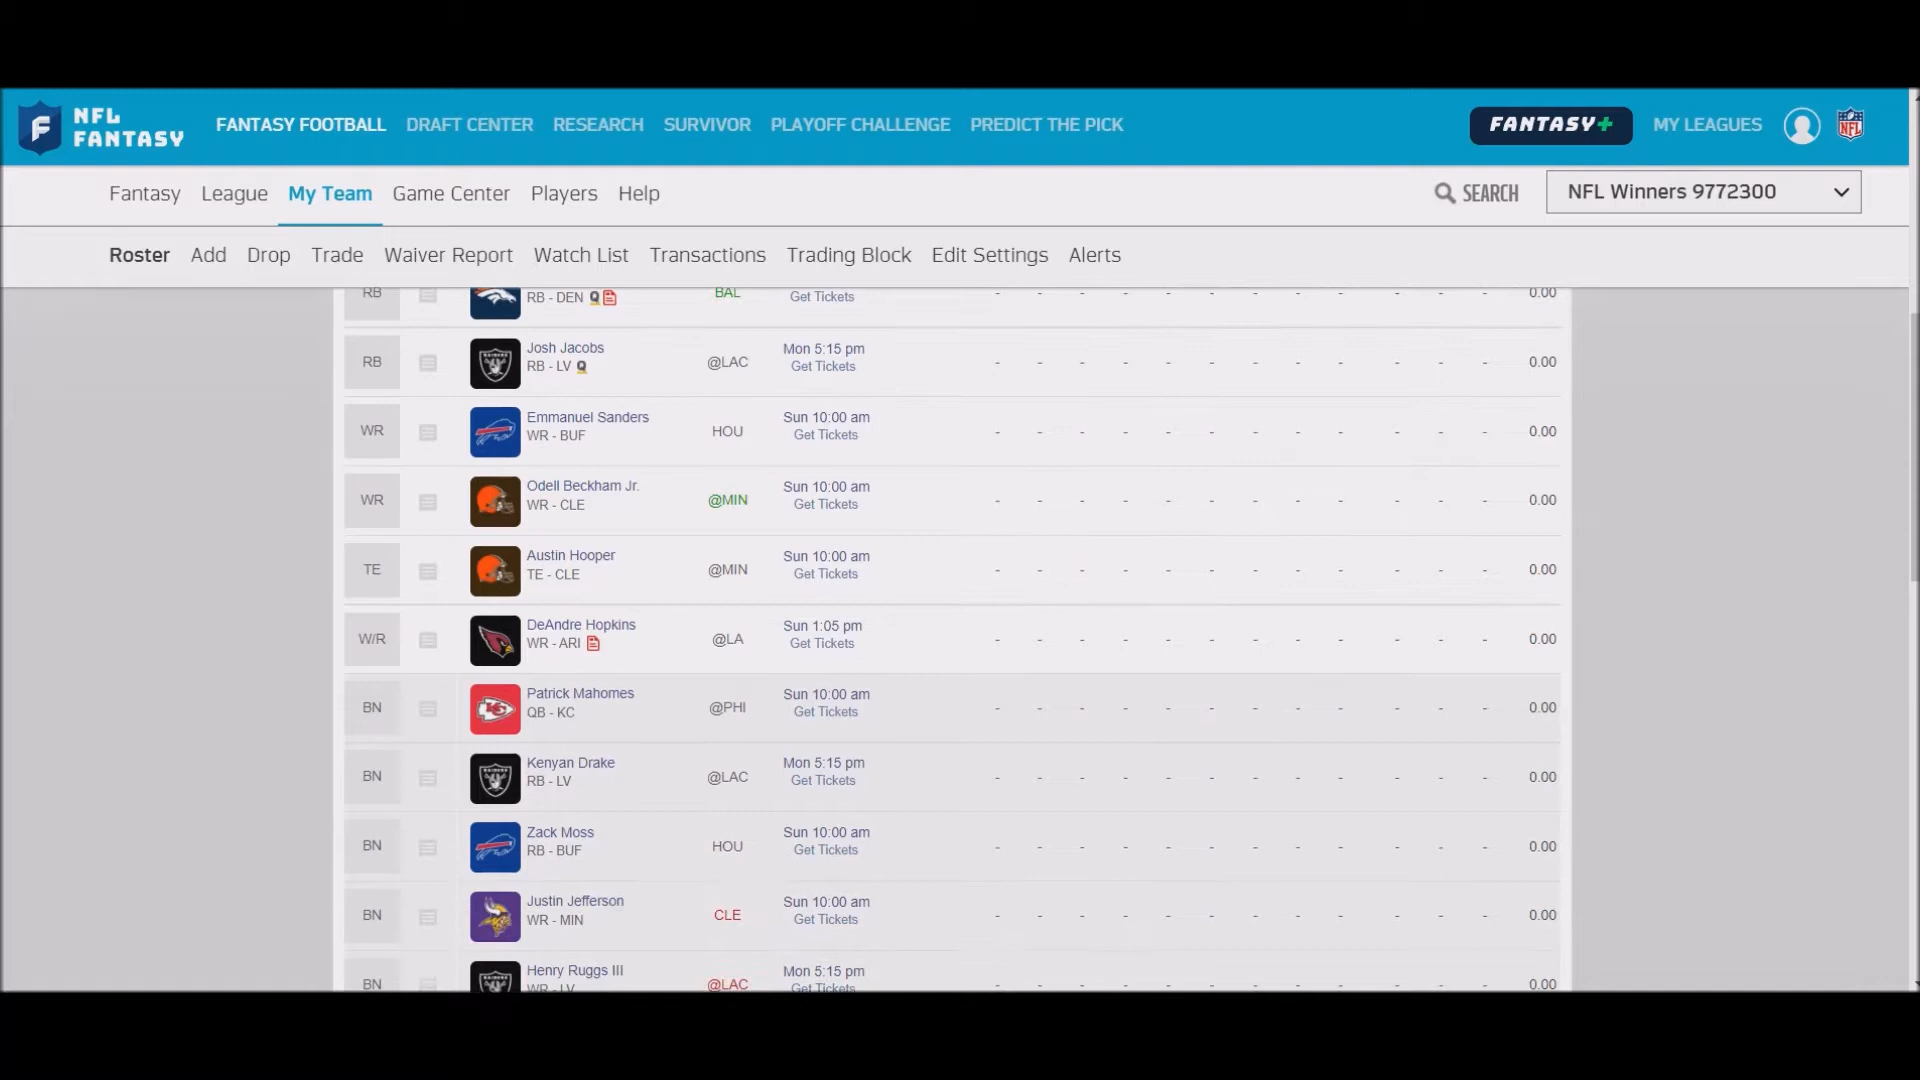 NFL FANTASY
FANTASY FOOTBALL DRAFT CENTER RESEARCH SURVIVOR PLAYOFF CHALLENGE PREDICT THE PICK FANTASY+ MY LEAGUES
Fantasy League My Team Game Center Players Help SEARCH NFL Winners 9772300
Roster Add Drop Trade Waiver Report Watch List Transactions Trading Block Edit Settings Alerts
RB RB - DEN Q BAL Get Tickets - - - - - - - - - - - - 0.00
Josh Jacobs Mon 5:15 pm
RB RB - LV Q @LAC Get Tickets - - - - - - - - - - - - 0.00
Emmanuel Sanders Sun 10:00 am
WR WR - BUF HOU Get Tickets - - - - - - - - - - - - 0.00
Odell Beckham Jr. Sun 10:00 am
WR WR - CLE @MIN Get Tickets - - - - - - - - - - - - 0.00
Austin Hooper Sun 10:00 am
TE TE - CLE @MIN Get Tickets - - - - - - - - - - - - 0.00
DeAndre Hopkins Sun 1:05 pm
W/R WR - ARI @LA Get Tickets - - - - - - - - - - - - 0.00
Patrick Mahomes Sun 10:00 am
BN QB - KC @PHI Get Tickets - - - - - - - - - - - - 0.00
Kenyan Drake Mon 5:15 pm
BN RB - LV @LAC Get Tickets - - - - - - - - - - - - 0.00
Zack Moss Sun 10:00 am
BN RB - BUF HOU Get Tickets - - - - - - - - - - - - 0.00
Justin Jefferson Sun 10:00 am
BN WR - MIN CLE Get Tickets - - - - - - - - - - - - 0.00
Henry Ruggs III Mon 5:15 pm
BN WR - LV @LAC Get Tickets - - - - - - - - - - - - 0.00